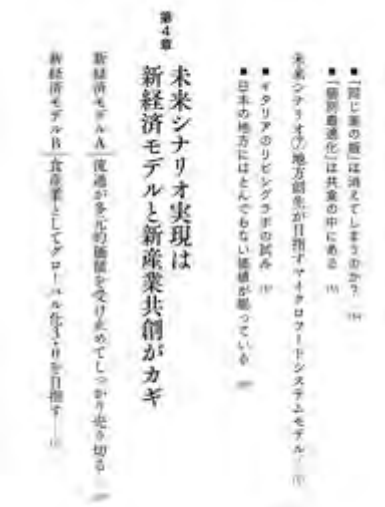 ■「同じ釜の飯」は消えてしまうのか?
■「個別最適化」は共食の中にある
未来シナリオ⑦ 地方創生が目指すマイクロフードシステムモデル
■イタリアのリビングラボの試み
■日本の地方にはとんでもない価値が眠っている
第4章
未来シナリオ実現は
新経済モデルと新産業共創がカギ
新経済モデルA 流通が多元的価値を受け止めてしっかり売り切る
新経済モデルB 食産業としてグローバル化を目指す